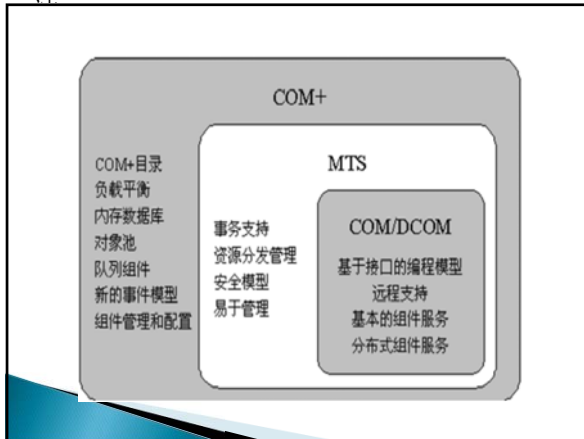 COM+
COM+目录
负载平衡
内存数据库
对象池
队列组件
新的事件模型
组件管理和配置
MTS
事务支持
资源分发管理
安全模型
易于管理
COM/DCOM
基于接口的编程模型
远程支持
基本的组件服务
分布式组件服务